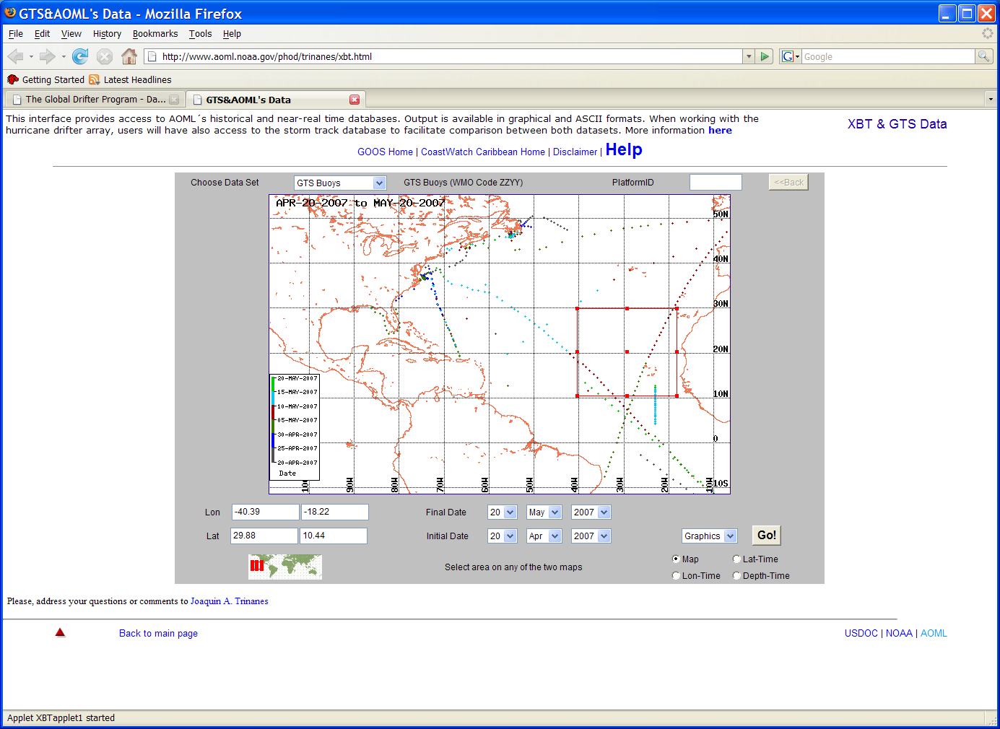 GTS&AOML's Data - Mozilla Firefox
File Edit View History Bookmarks Tools Help
http://www.aoml.noaa.gov/phod/trinanes/xbt.html
G Google
Getting Started Latest Headlines
The Global Drifter Program - Da... GTS&AOML's Data
This interface provides access to AOML´s historical and near-real time databases. Output is available in graphical and ASCII formats. When working with the
hurricane drifter array, users will have also access to the storm track database to facilitate comparison between both datasets. More information here
XBT & GTS Data
GOOS Home | CoastWatch Caribbean Home | Disclaimer | Help
Choose Data Set GTS Buoys GTS Buoys (WMO Code ZZYY) PlatformID <<Back
APR-20-2007 to MAY-20-2007
50N
40N
30N
20N
10N
0
10S
20-MAY-2007
15-MAY-2007
10-MAY-2007
05-MAY-2007
30-APR-2007
25-APR-2007
20-APR-2007
Date
90W 80W 70W 60W 50W 40W 30W 20W 10W
Lon -40.39 -18.22 Final Date 20 May 2007
Lat 29.88 10.44 Initial Date 20 Apr 2007 Graphics Go!
Select area on any of the two maps
Map Lat-Time
Lon-Time Depth-Time
Please, address your questions or comments to Joaquin A. Trinanes
Back to main page
USDOC | NOAA | AOML
Applet XBTapplet1 started